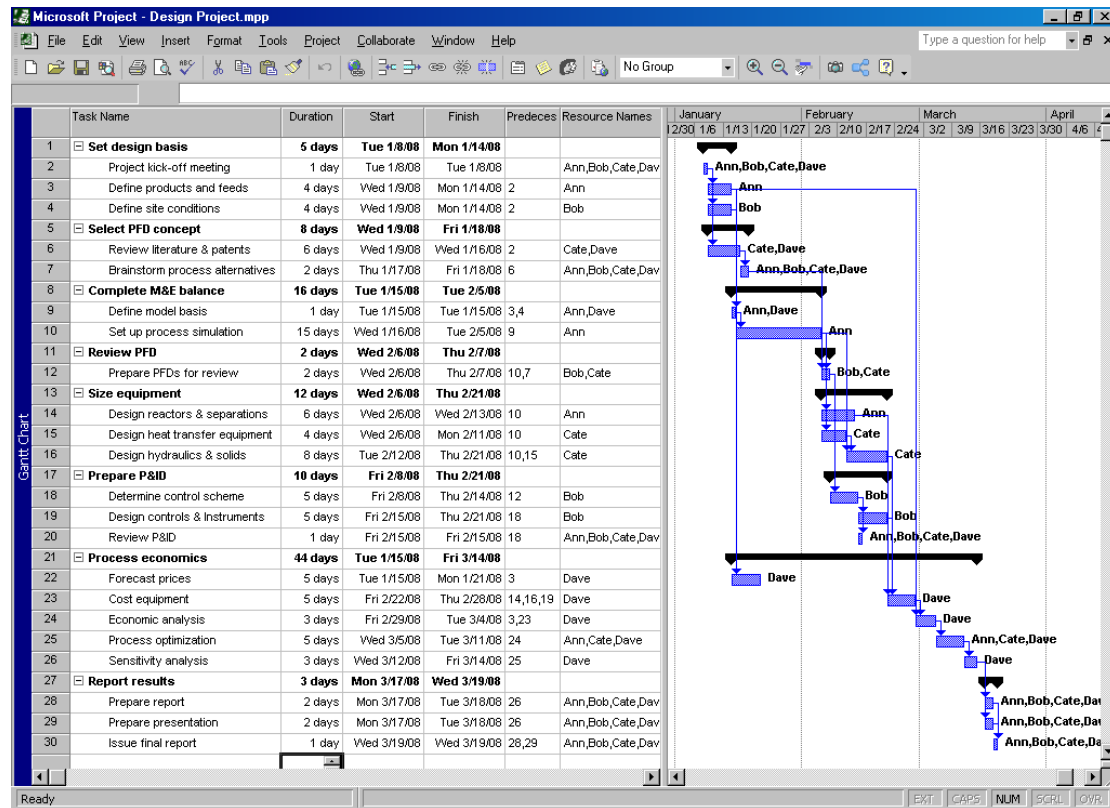 Microsoft Project - Design Project.mpp
File Edit View Insert Format Tools Project Collaborate Window Help Type a question for help
No Group
Task Name Duration Start Finish Predeces Resource Names January February March April
12/30 1/6 1/13 1/20 1/27 2/3 2/10 2/17 2/24 3/2 3/9 3/16 3/23 3/30 4/6
1 Set design basis 5 days Tue 1/8/08 Mon 1/14/08
2 Project kick-off meeting 1 day Tue 1/8/08 Tue 1/8/08 Ann,Bob,Cate,Dav Ann,Bob,Cate,Dave
3 Define products and feeds 4 days Wed 1/9/08 Mon 1/14/08 2 Ann Ann
4 Define site conditions 4 days Wed 1/9/08 Mon 1/14/08 2 Bob Bob
5 Select PFD concept 8 days Wed 1/9/08 Fri 1/18/08
6 Review literature & patents 6 days Wed 1/9/08 Wed 1/16/08 2 Cate,Dave Cate,Dave
7 Brainstorm process alternatives 2 days Thu 1/17/08 Fri 1/18/08 6 Ann,Bob,Cate,Dav Ann,Bob,Cate,Dave
8 Complete M&E balance 16 days Tue 1/15/08 Tue 2/5/08
9 Define model basis 1 day Tue 1/15/08 Tue 1/15/08 3,4 Ann,Dave Ann,Dave
10 Set up process simulation 15 days Wed 1/16/08 Tue 2/5/08 9 Ann Ann
11 Review PFD 2 days Wed 2/6/08 Thu 2/7/08
12 Prepare PFDs for review 2 days Wed 2/6/08 Thu 2/7/08 10,7 Bob,Cate Bob,Cate
13 Size equipment 12 days Wed 2/6/08 Thu 2/21/08
14 Design reactors & separations 6 days Wed 2/6/08 Wed 2/13/08 10 Ann Ann
15 Design heat transfer equipment 4 days Wed 2/6/08 Mon 2/11/08 10 Cate Cate
16 Design hydraulics & solids 8 days Tue 2/12/08 Thu 2/21/08 10,15 Cate Cate
17 Prepare P&ID 10 days Fri 2/8/08 Thu 2/21/08
18 Determine control scheme 5 days Fri 2/8/08 Thu 2/14/08 12 Bob Bob
19 Design controls & Instruments 5 days Fri 2/15/08 Thu 2/21/08 18 Bob Bob
20 Review P&ID 1 day Fri 2/15/08 Fri 2/15/08 18 Ann,Bob,Cate,Dav Ann,Bob,Cate,Dave
21 Process economics 44 days Tue 1/15/08 Fri 3/14/08
22 Forecast prices 5 days Tue 1/15/08 Mon 1/21/08 3 Dave Dave
23 Cost equipment 5 days Fri 2/22/08 Thu 2/28/08 14,16,19 Dave Dave
24 Economic analysis 3 days Fri 2/29/08 Tue 3/4/08 3,23 Dave Dave
25 Process optimization 5 days Wed 3/5/08 Tue 3/11/08 24 Ann,Cate,Dave Ann,Cate,Dave
26 Sensitivity analysis 3 days Wed 3/12/08 Fri 3/14/08 25 Dave Dave
27 Report results 3 days Mon 3/17/08 Wed 3/19/08
28 Prepare report 2 days Mon 3/17/08 Tue 3/18/08 26 Ann,Bob,Cate,Dav Ann,Bob,Cate,Da
29 Prepare presentation 2 days Mon 3/17/08 Tue 3/18/08 26 Ann,Bob,Cate,Dav Ann,Bob,Cate,Da
30 Issue final report 1 day Wed 3/19/08 Wed 3/19/08 28,29 Ann,Bob,Cate,Dav Ann,Bob,Cate,Da
Gantt Chart
Ready EXT CAPS NUM SCRL OVR